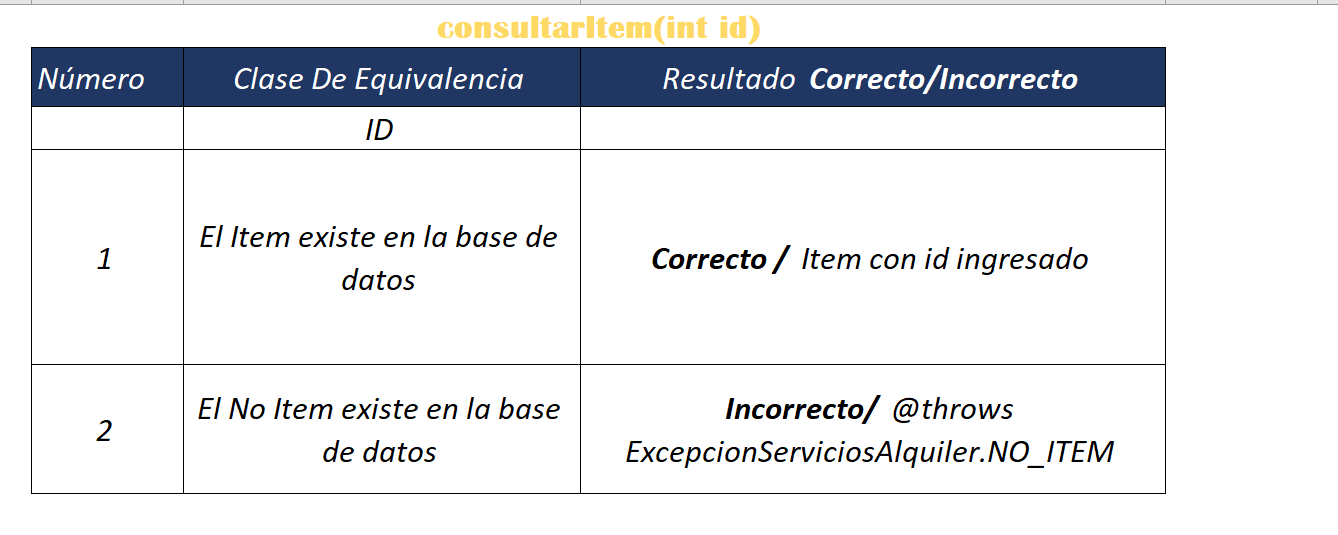 consultarItem(int id)
Número Clase De Equivalencia Resultado Correcto/Incorrecto
ID
1
El Item existe en la base de
datos
Correcto / Item con id ingresado
2
El No Item existe en la base
de datos
Incorrecto/ @throws
ExcepcionServiciosAlquiler.NO_ITEM